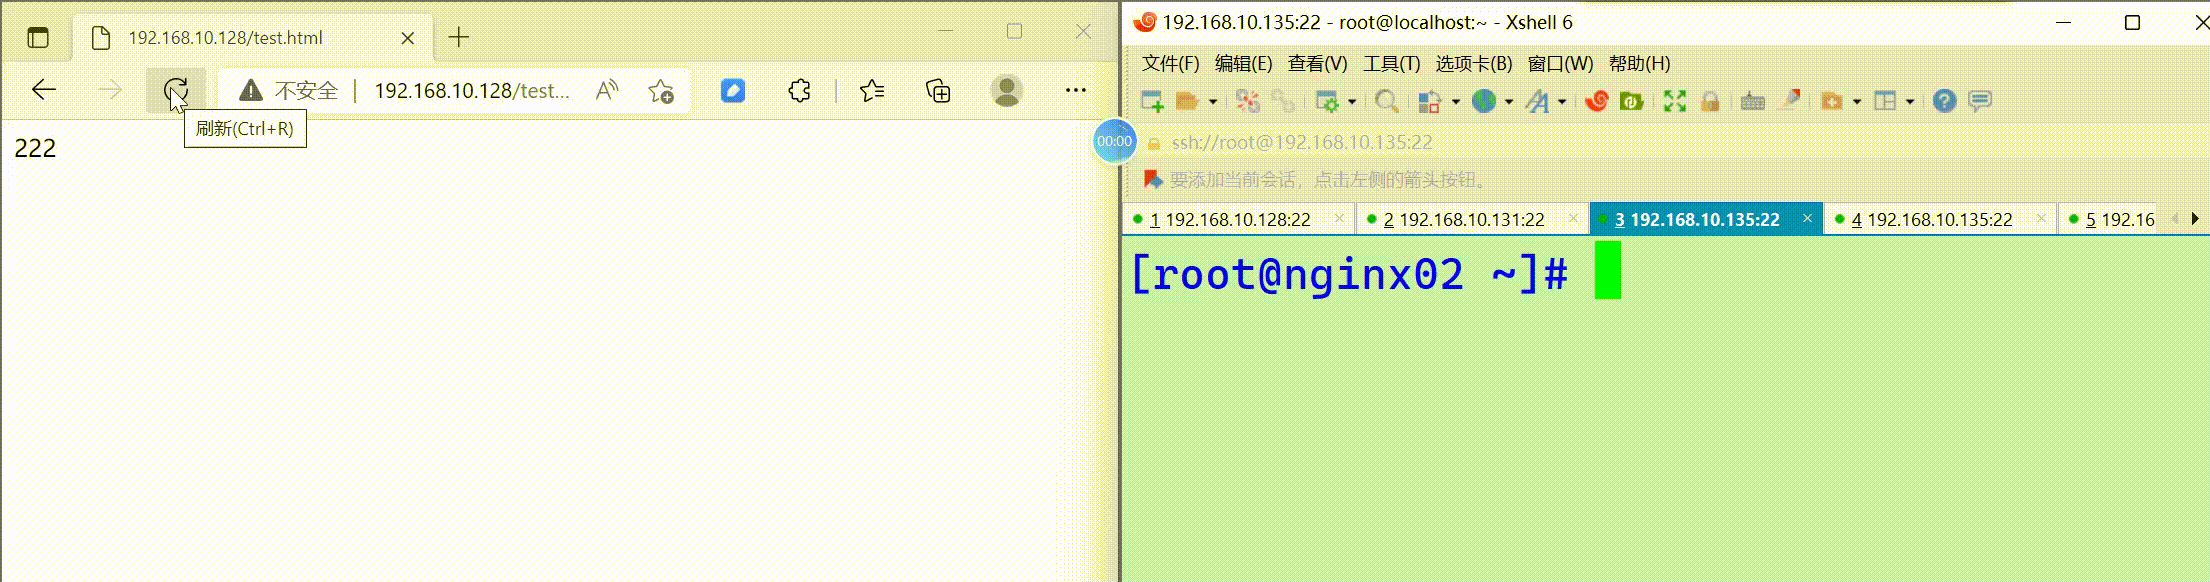 192.168.10.128/test.html
不安全 192.168.10.128/test...
刷新(Ctrl+R)
222
00:00
192.168.10.135:22 - root@localhost:~ - Xshell 6
文件(F) 编辑(E) 查看(V) 工具(T) 选项卡(B) 窗口(W) 帮助(H)
ssh://root@192.168.10.135:22
要添加当前会话，点击左侧的箭头按钮。
1 192.168.10.128:22 2 192.168.10.131:22 3 192.168.10.135:22 4 192.168.10.135:22 5 192.16
[root@nginx02 ~]#